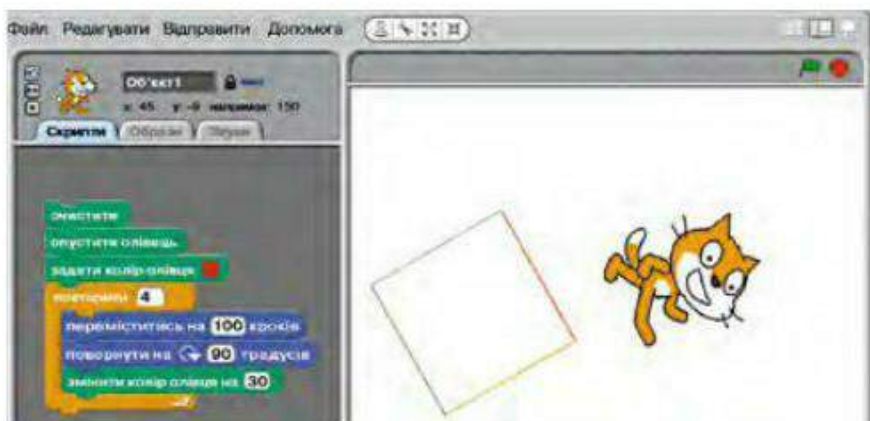 Файл Редагувати Відправити Допомога
Об'єкт1
x: 45 y: -9 напрямок: 150
Скрипти Образи Звуки
очистити
опустити олівець
задати колір олівця
повторити 4
переміститись на 100 кроків
повернути на 90 градусів
змінити колір олівця на 30